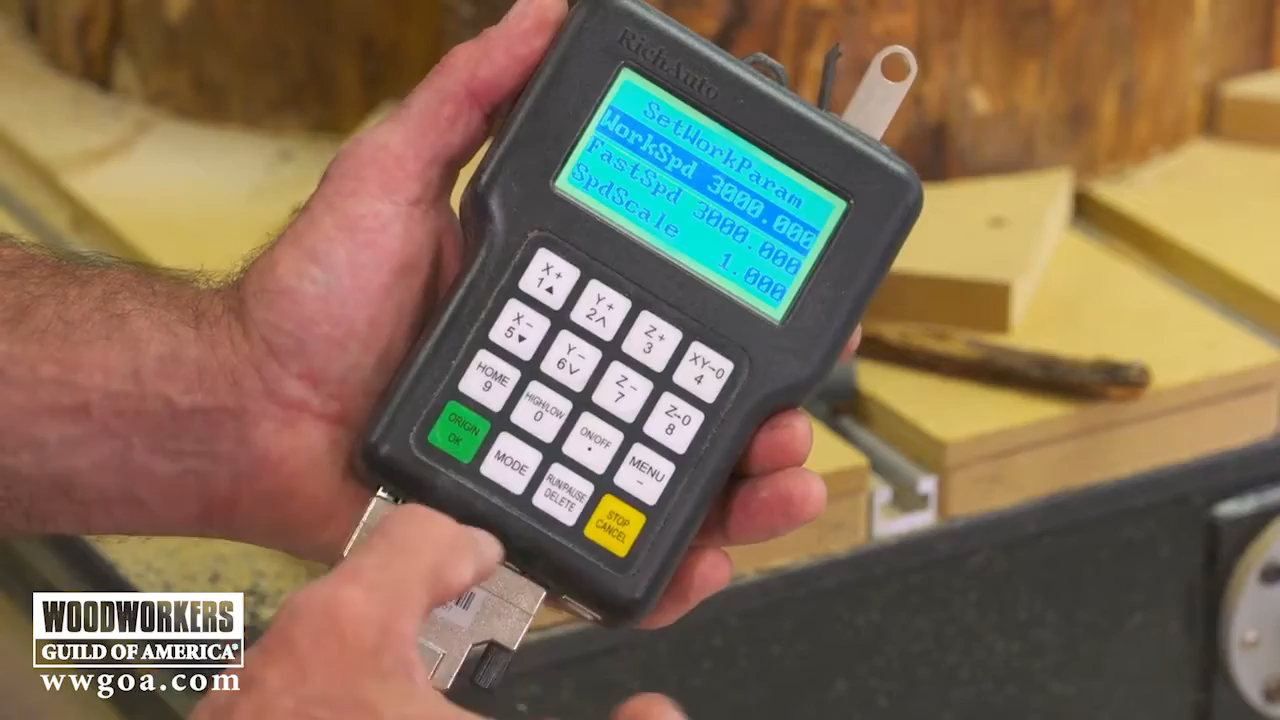 RichAuto
SetWorkParam
WorkSpd 3000.000
FastSpd 3000.000
SpdScale 1.000
X+
1▲
Y+
2∧
Z+
3
XY-0
4
X-
5▼
Y-
6∨
Z-
7
Z-0
8
HOME
9
HIGH/LOW
0
ON/OFF
•
MENU
–
ORIGIN
OK
MODE
RUN/PAUSE
DELETE
STOP
CANCEL
WOODWORKERS
GUILD OF AMERICA®
wwgoa.com